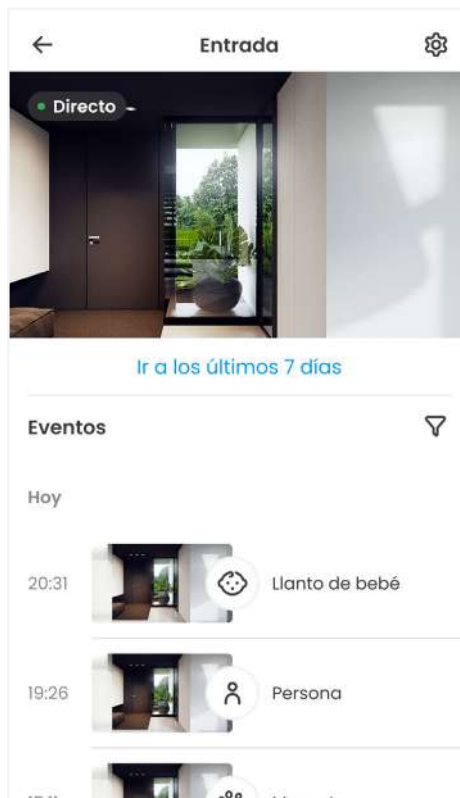 Entrada
Directo
Ir a los últimos 7 días
Eventos
Hoy
20:31
Llanto de bebé
19:26
Persona